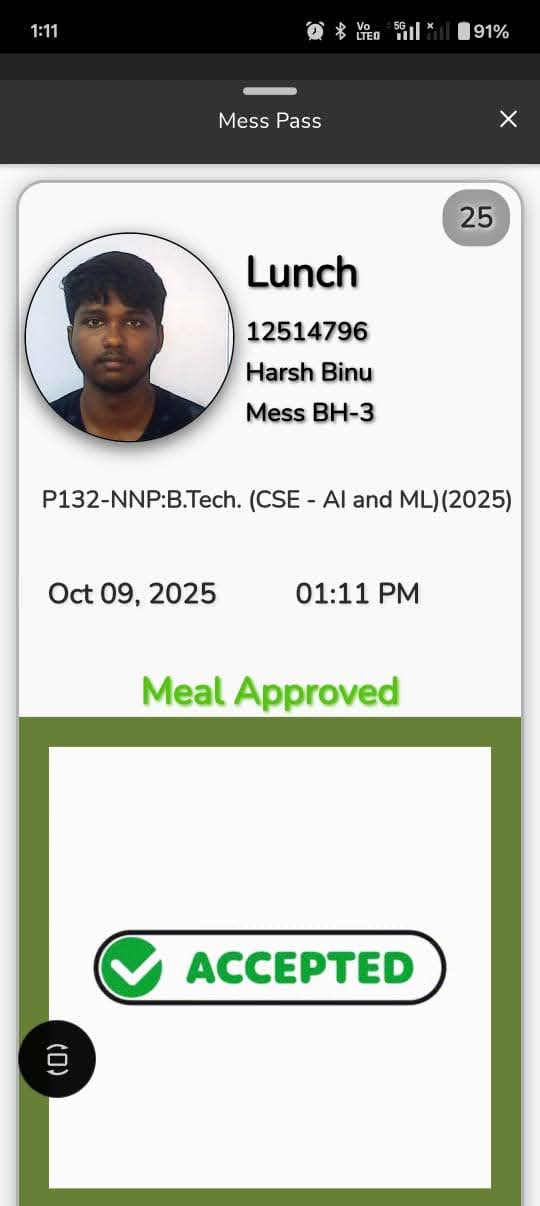 1:11
Vo
LTE
5G
91%
Mess Pass
25
Lunch
12514796
Harsh Binu
Mess BH-3
P132-NNP:B.Tech. (CSE - AI and ML)(2025)
Oct 09, 2025 01:11 PM
Meal Approved
ACCEPTED